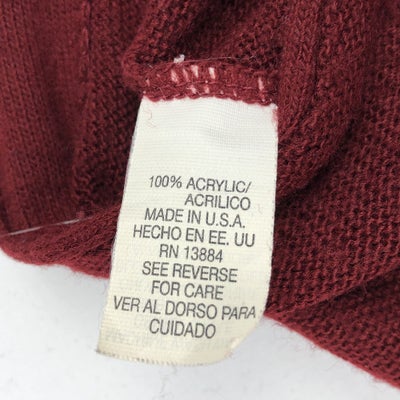 100% ACRYLIC/
ACRILICO
MADE IN U.S.A.
HECHO EN EE. UU
RN 13884
SEE REVERSE
FOR CARE
VER AL DORSO PARA
CUIDADO